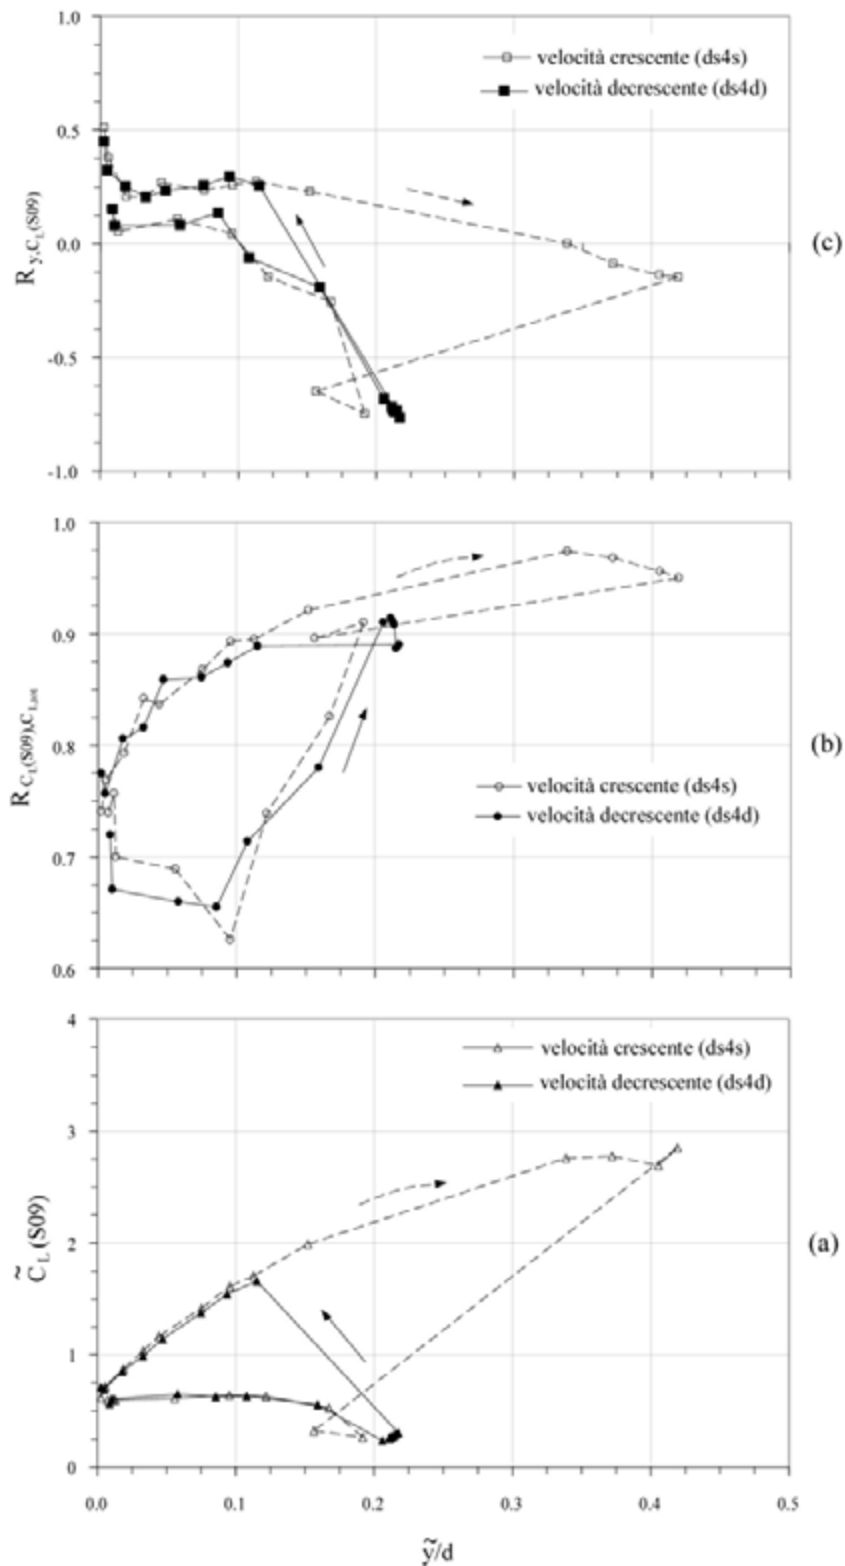 1.0
velocità crescente (ds4s)
velocità decrescente (ds4d)
0.5
0.0
-0.5
-1.0
R y,CL(S09)
(c)
1.0
0.9
0.8
0.7
0.6
velocità crescente (ds4s)
velocità decrescente (ds4d)
R CL(S09),CL,tot
(b)
4
velocità crescente (ds4s)
velocità decrescente (ds4d)
3
2
1
0
C̃L (S09)
(a)
0.0 0.1 0.2 0.3 0.4 0.5
ỹ/d